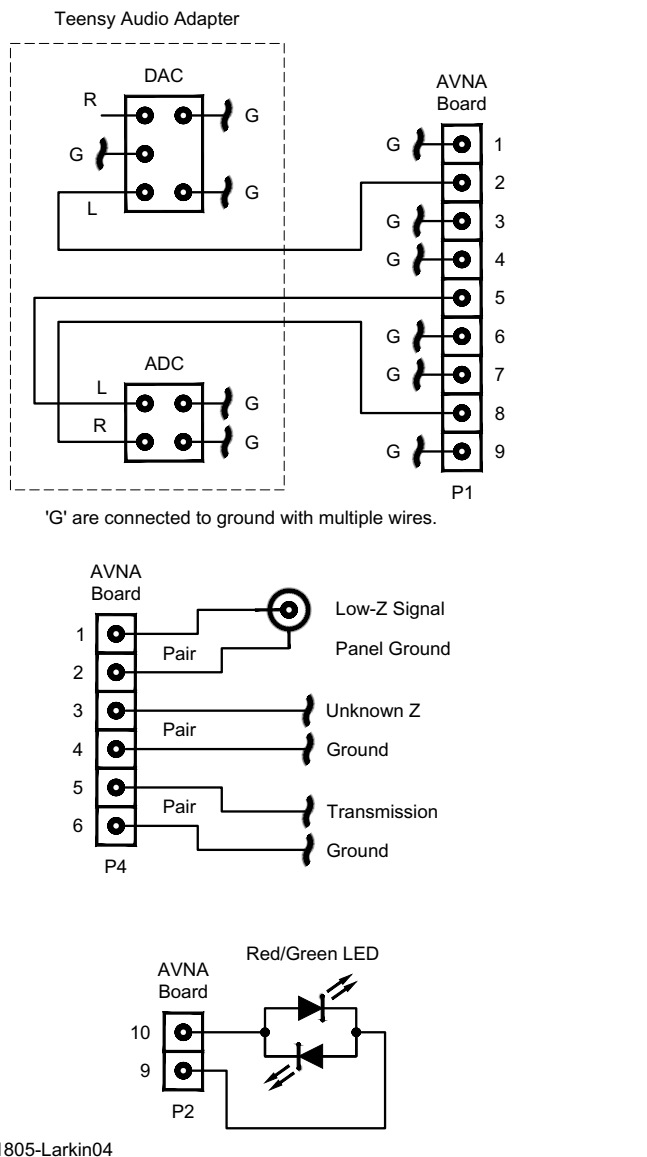 Teensy Audio Adapter
DAC
R
G
G
G
L
AVNA
Board
G
1
2
G
3
G
4
5
G
6
G
7
8
G
9
P1
ADC
L
G
R
G
'G' are connected to ground with multiple wires.
AVNA
Board
1
Low-Z Signal
Pair
Panel Ground
2
3
Unknown Z
Pair
4
Ground
5
Pair
Transmission
6
Ground
P4
Red/Green LED
AVNA
Board
10
9
P2
1805-Larkin04